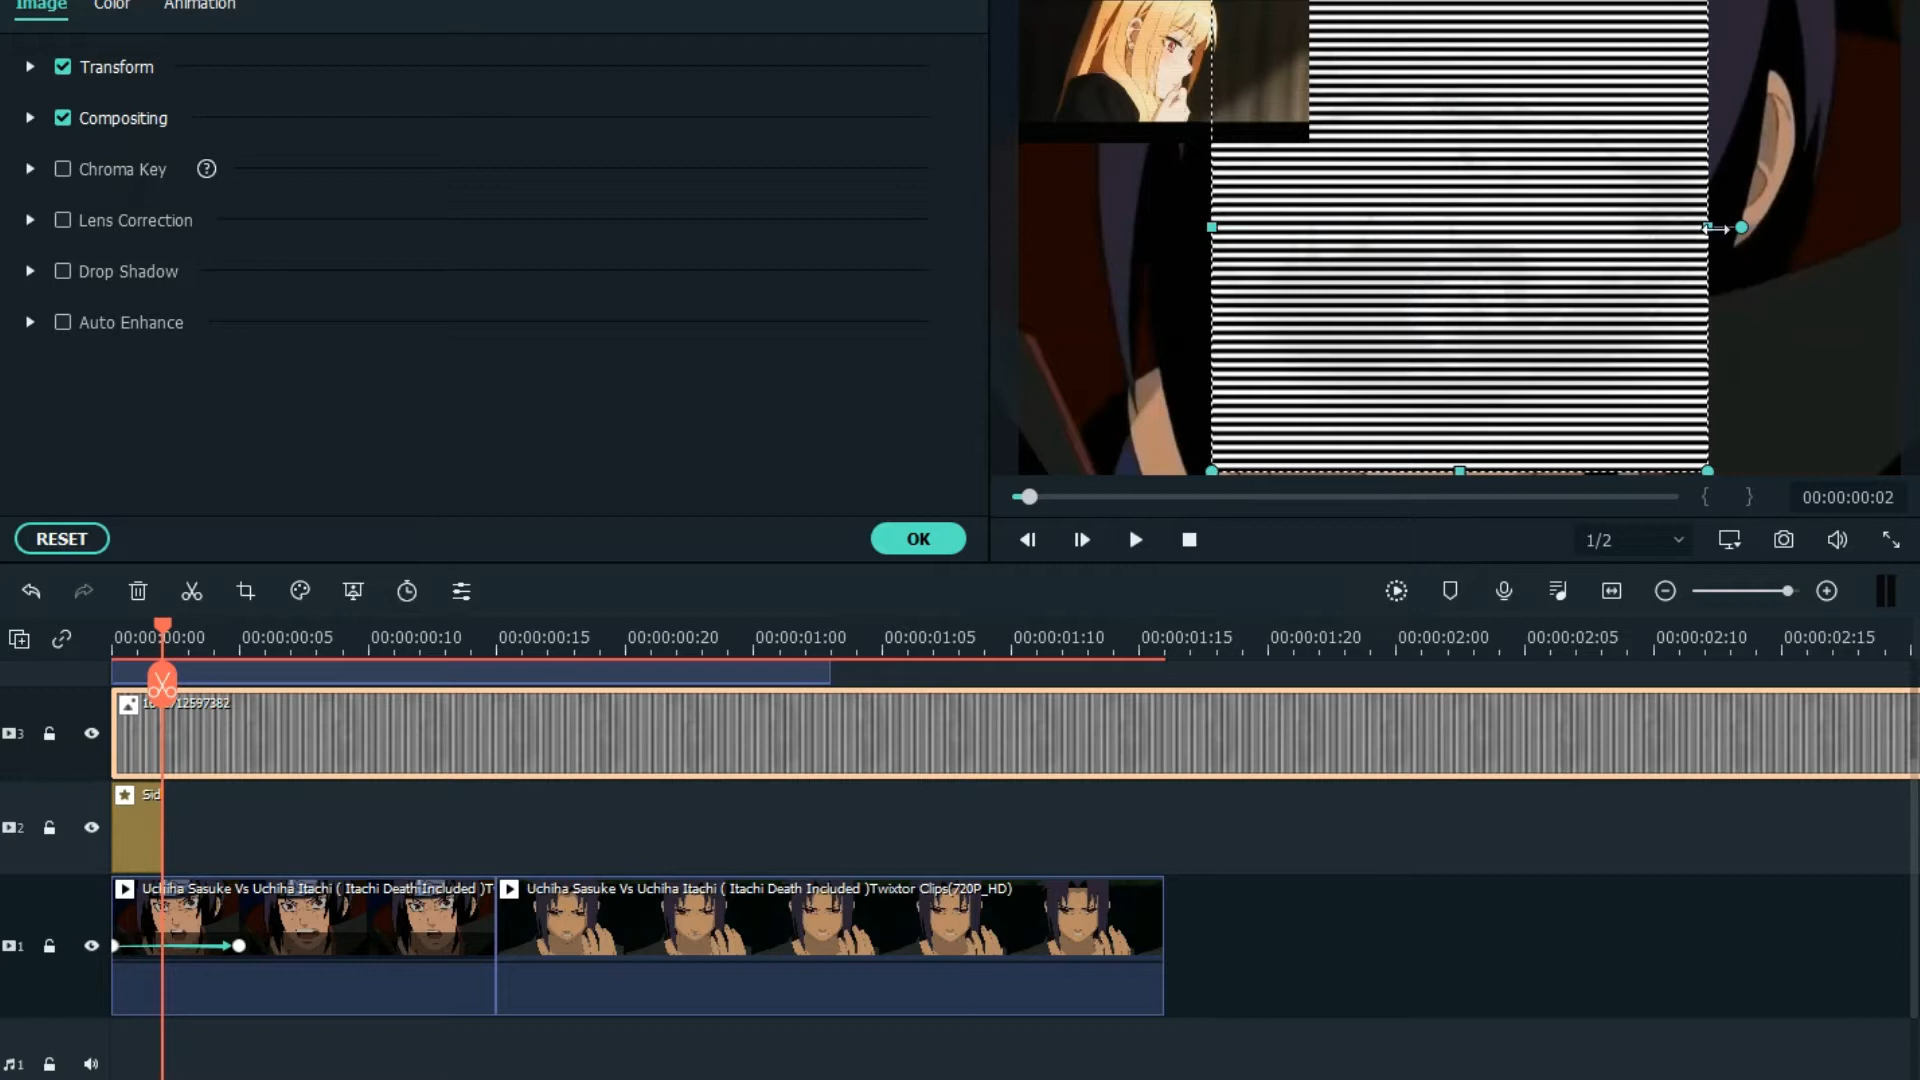 Image Color Animation
Transform
Compositing
Chroma Key ?
Lens Correction
Drop Shadow
Auto Enhance
{ } 00:00:00:02
RESET OK
1/2
00:00:00:00 00:00:00:05 00:00:00:10 00:00:00:15 00:00:00:20 00:00:01:00 00:00:01:05 00:00:01:10 00:00:01:15 00:00:01:20 00:00:02:00 00:00:02:05 00:00:02:10 00:00:02:15
3
2 Sid
Uchiha Sasuke Vs Uchiha Itachi ( Itachi Death Included )T Uchiha Sasuke Vs Uchiha Itachi ( Itachi Death Included )Twixtor Clips(720P_HD)
1
1